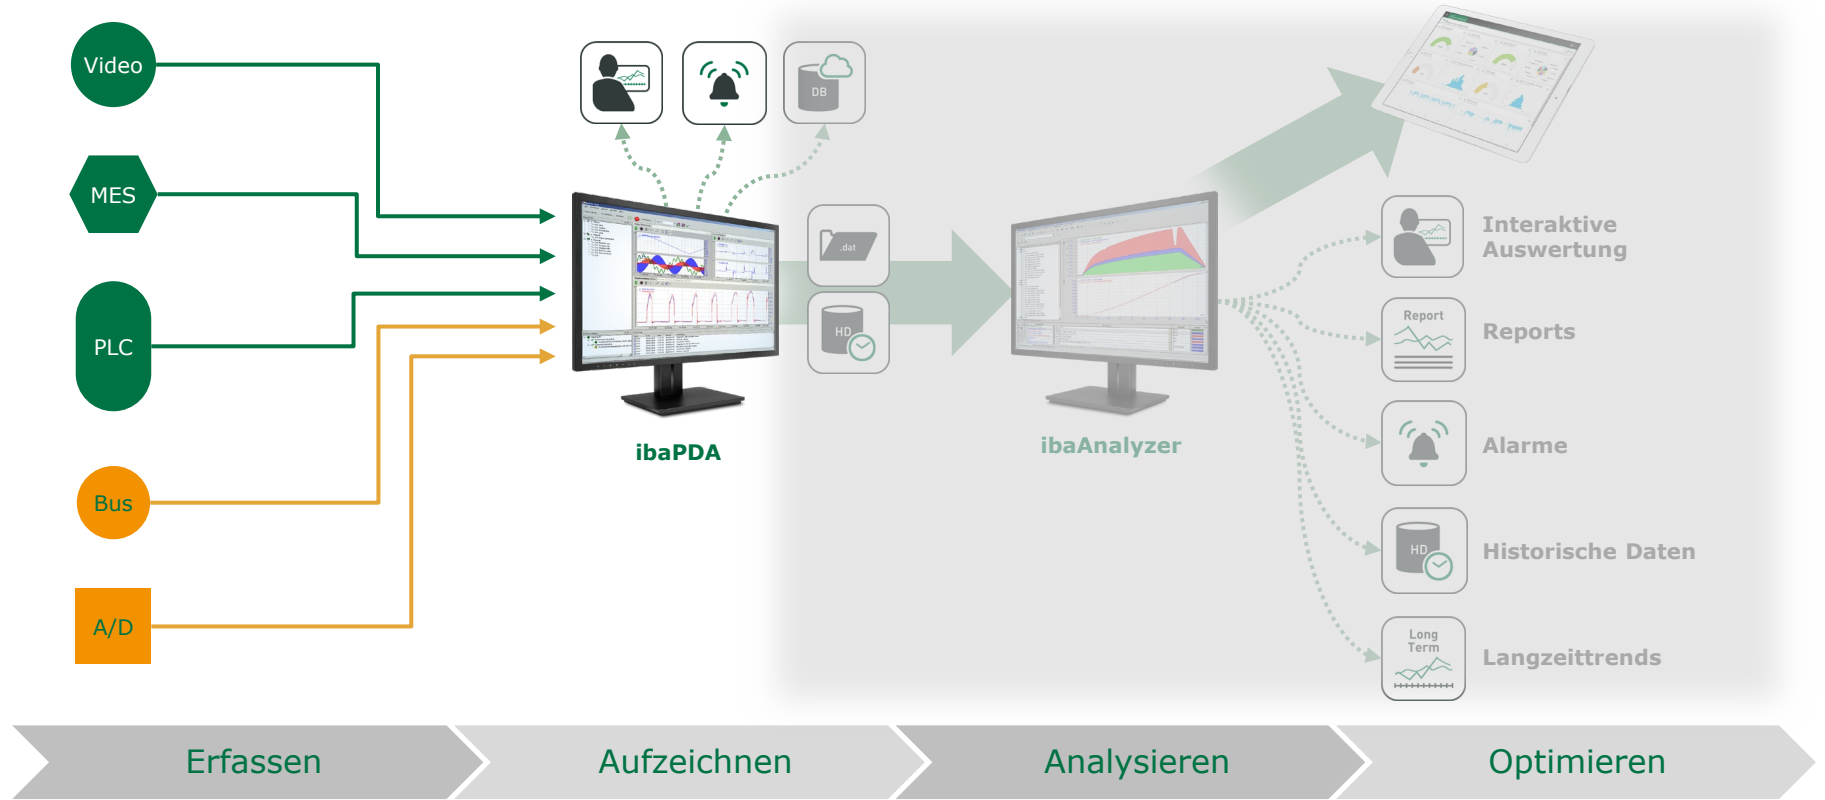 Video
MES
PLC
Bus
A/D
DB
.dat
HD
ibaPDA
ibaAnalyzer
Interaktive
Auswertung
Report
Reports
Alarme
HD
Historische Daten
Long
Term
Langzeittrends
Erfassen
Aufzeichnen
Analysieren
Optimieren